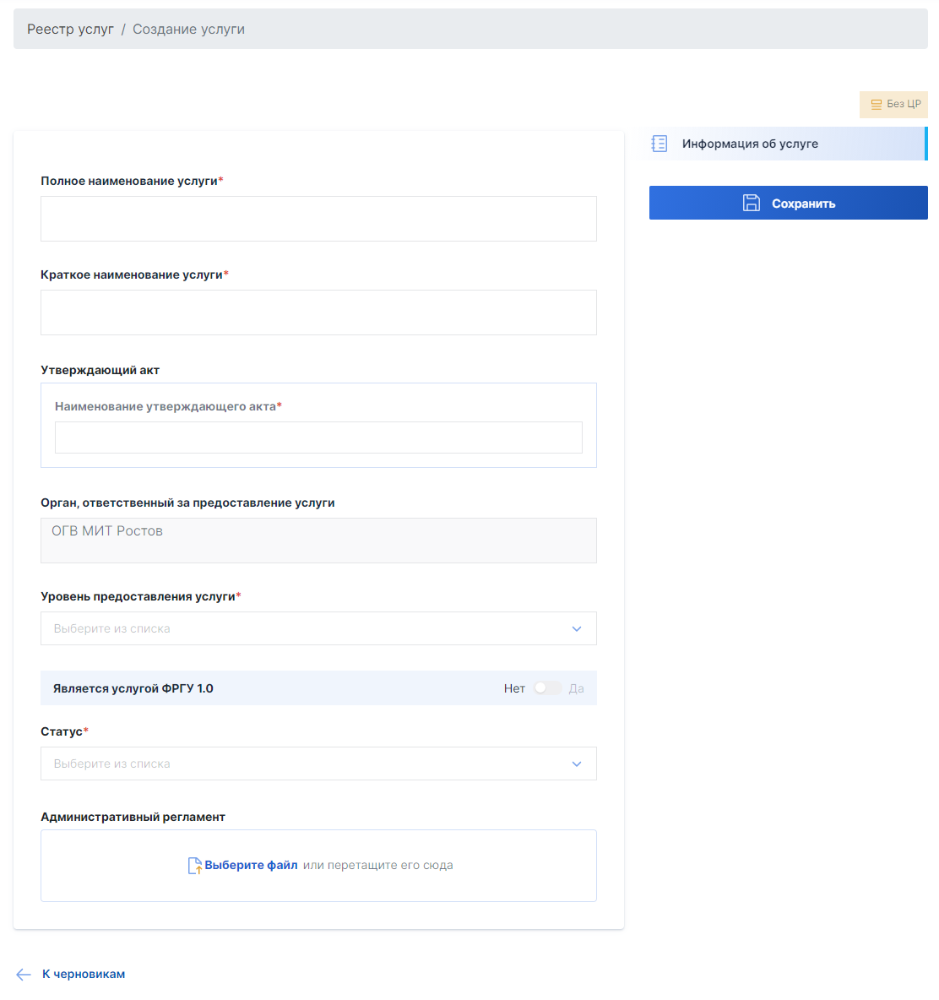 Реестр услуг / Создание услуги
Без ЦР
Информация об услуге
Сохранить
Полное наименование услуги*
Краткое наименование услуги*
Утверждающий акт
Наименование утверждающего акта*
Орган, ответственный за предоставление услуги
ОГВ МИТ Ростов
Уровень предоставления услуги*
Выберите из списка
Является услугой ФРГУ 1.0 Нет Да
Статус*
Выберите из списка
Административный регламент
Выберите файл или перетащите его сюда
К черновикам